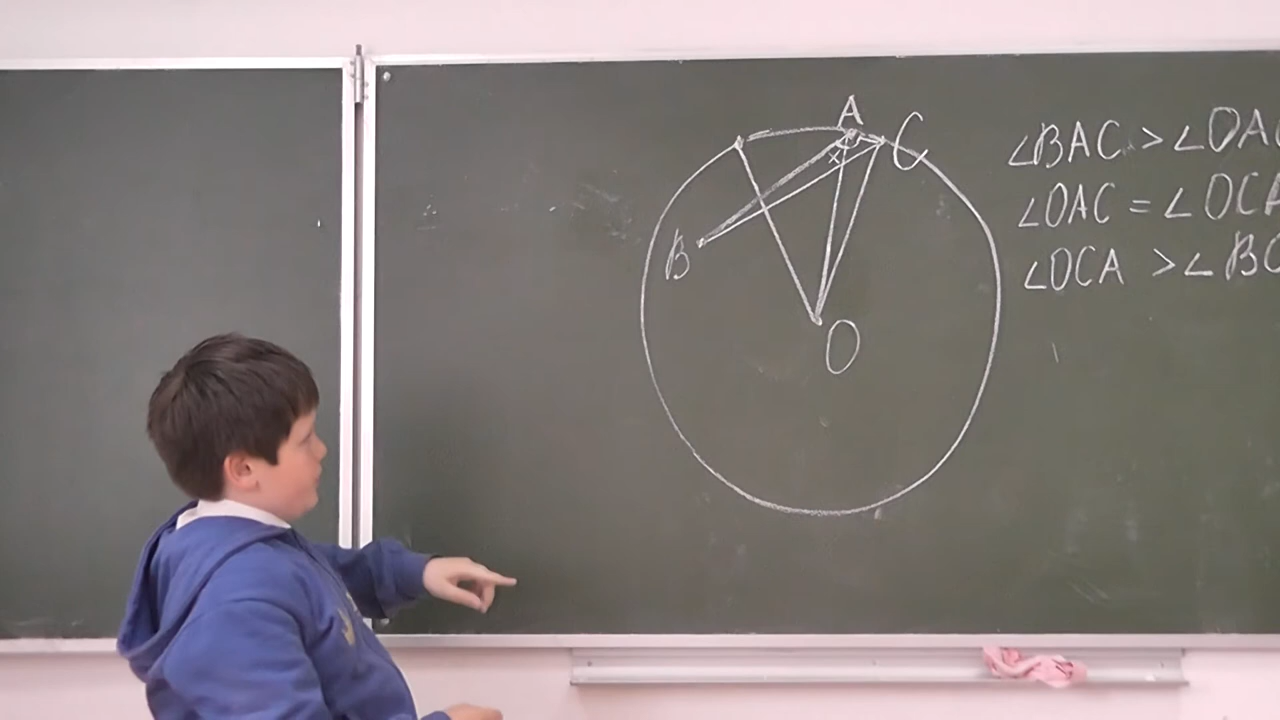 A
C
x
B
O
∠BAC > ∠OAC
∠OAC = ∠OCA
∠OCA > ∠BC